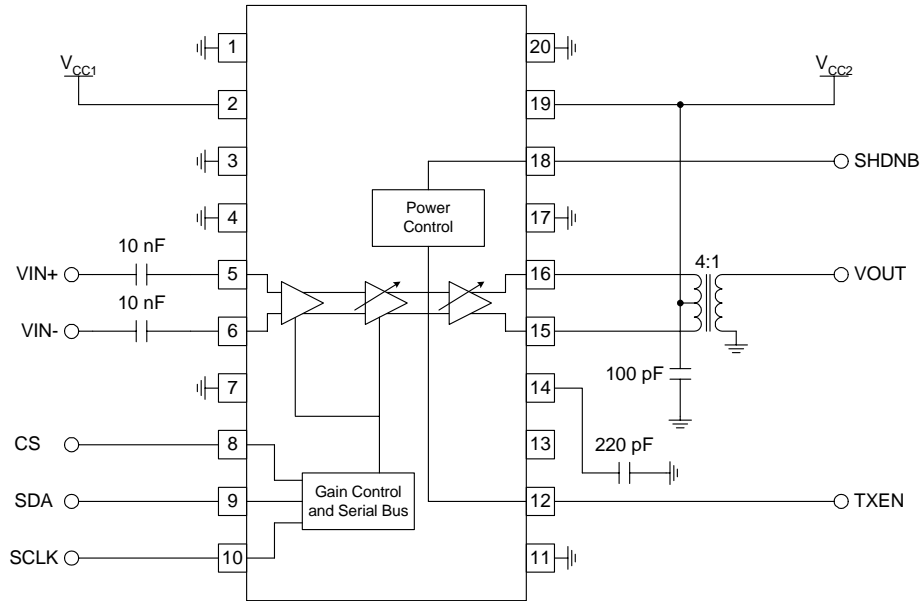 1
20
VCC1
VCC2
2
19
3
18
SHDNB
Power
Control
4
17
10 nF
4:1
VIN+
5
16
VOUT
10 nF
VIN-
6
15
100 pF
7
14
CS
8
13
220 pF
SDA
9
Gain Control
and Serial Bus
12
TXEN
SCLK
10
11